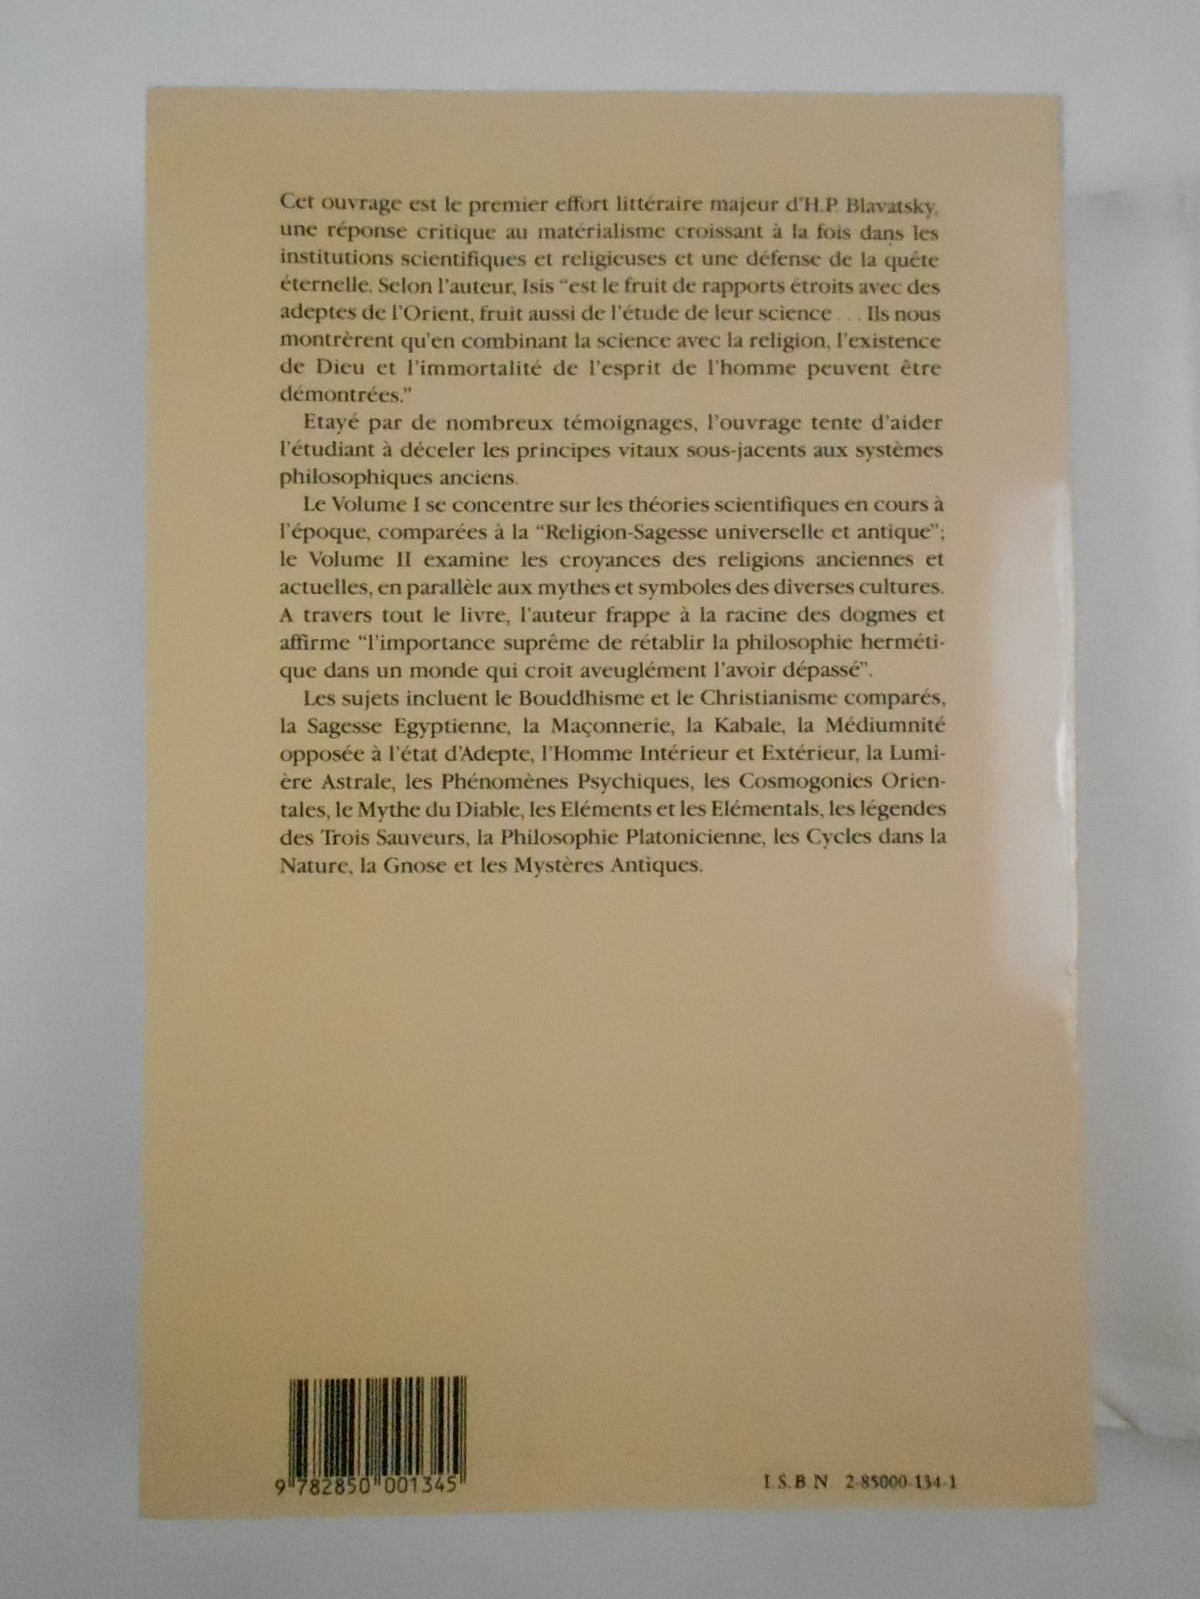 Cet ouvrage est le premier effort littéraire majeur d'H.P. Blavatsky,
une réponse critique au matérialisme croissant à la fois dans les
institutions scientifiques et religieuses et une défense de la quête
éternelle. Selon l'auteur, Isis "est le fruit de rapports étroits avec des
adeptes de l'Orient, fruit aussi de l'étude de leur science ... Ils nous
montrèrent qu'en combinant la science avec la religion, l'existence
de Dieu et l'immortalité de l'esprit de l'homme peuvent être
démontrées."
Etayé par de nombreux témoignages, l'ouvrage tente d'aider
l'étudiant à déceler les principes vitaux sous-jacents aux systèmes
philosophiques anciens.
Le Volume I se concentre sur les théories scientifiques en cours à
l'époque, comparées à la "Religion-Sagesse universelle et antique";
le Volume II examine les croyances des religions anciennes et
actuelles, en parallèle aux mythes et symboles des diverses cultures.
A travers tout le livre, l'auteur frappe à la racine des dogmes et
affirme "l'importance suprême de rétablir la philosophie herméti-
que dans un monde qui croit aveuglément l'avoir dépassé".
Les sujets incluent le Bouddhisme et le Christianisme comparés,
la Sagesse Egyptienne, la Maçonnerie, la Kabale, la Médiumnité
opposée à l'état d'Adepte, l'Homme Intérieur et Extérieur, la Lumi-
ère Astrale, les Phénomènes Psychiques, les Cosmogonies Orien-
tales, le Mythe du Diable, les Eléments et les Elémentals, les légendes
des Trois Sauveurs, la Philosophie Platonicienne, les Cycles dans la
Nature, la Gnose et les Mystères Antiques.
9 782850 001345
I.S.B.N. 2-85000-134-1